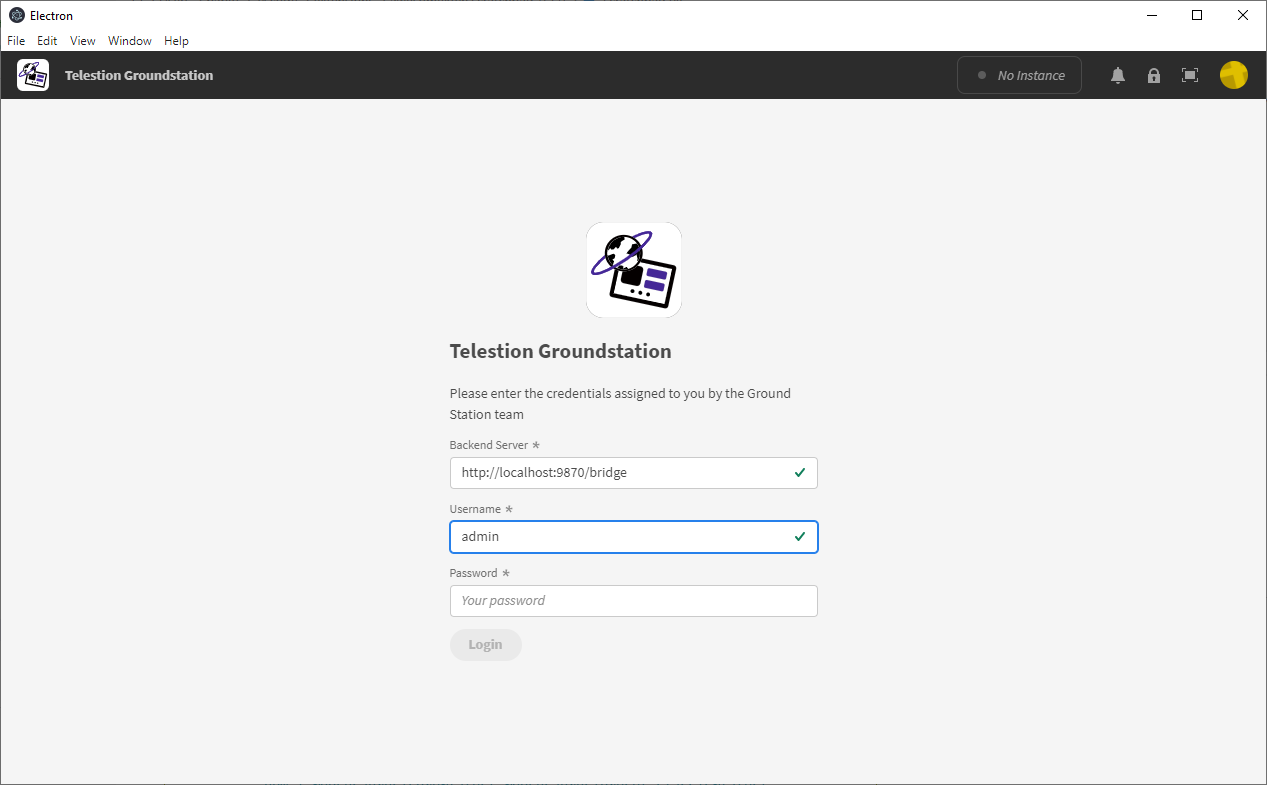 Electron
File Edit View Window Help
Telestion Groundstation
No Instance
Telestion Groundstation
Please enter the credentials assigned to you by the Ground
Station team
Backend Server *
http://localhost:9870/bridge
Username *
admin
Password *
Your password
Login